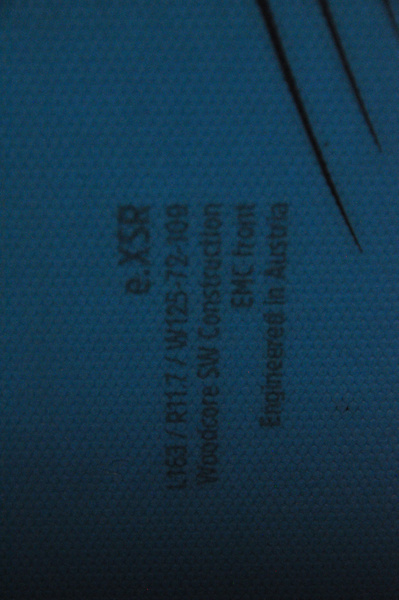 e.XSR
L163 / R11.7 / W125-72-109
Woodcore SW Construction
EMC front
Engineered in Austria